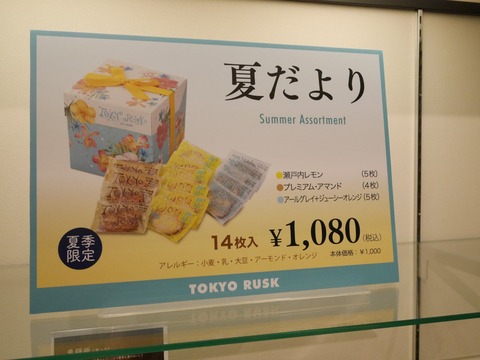 夏だより
Summer Assortment
TOKYO RUSK
●瀬戸内レモン (5枚)
●プレミアム・アマンド (4枚)
●アールグレイ+ジューシーオレンジ(5枚)
夏季
限定
14枚入 ¥1,080(税込)
アレルギー:小麦・乳・大豆・アーモンド・オレンジ 本体価格:¥1,000
TOKYO RUSK